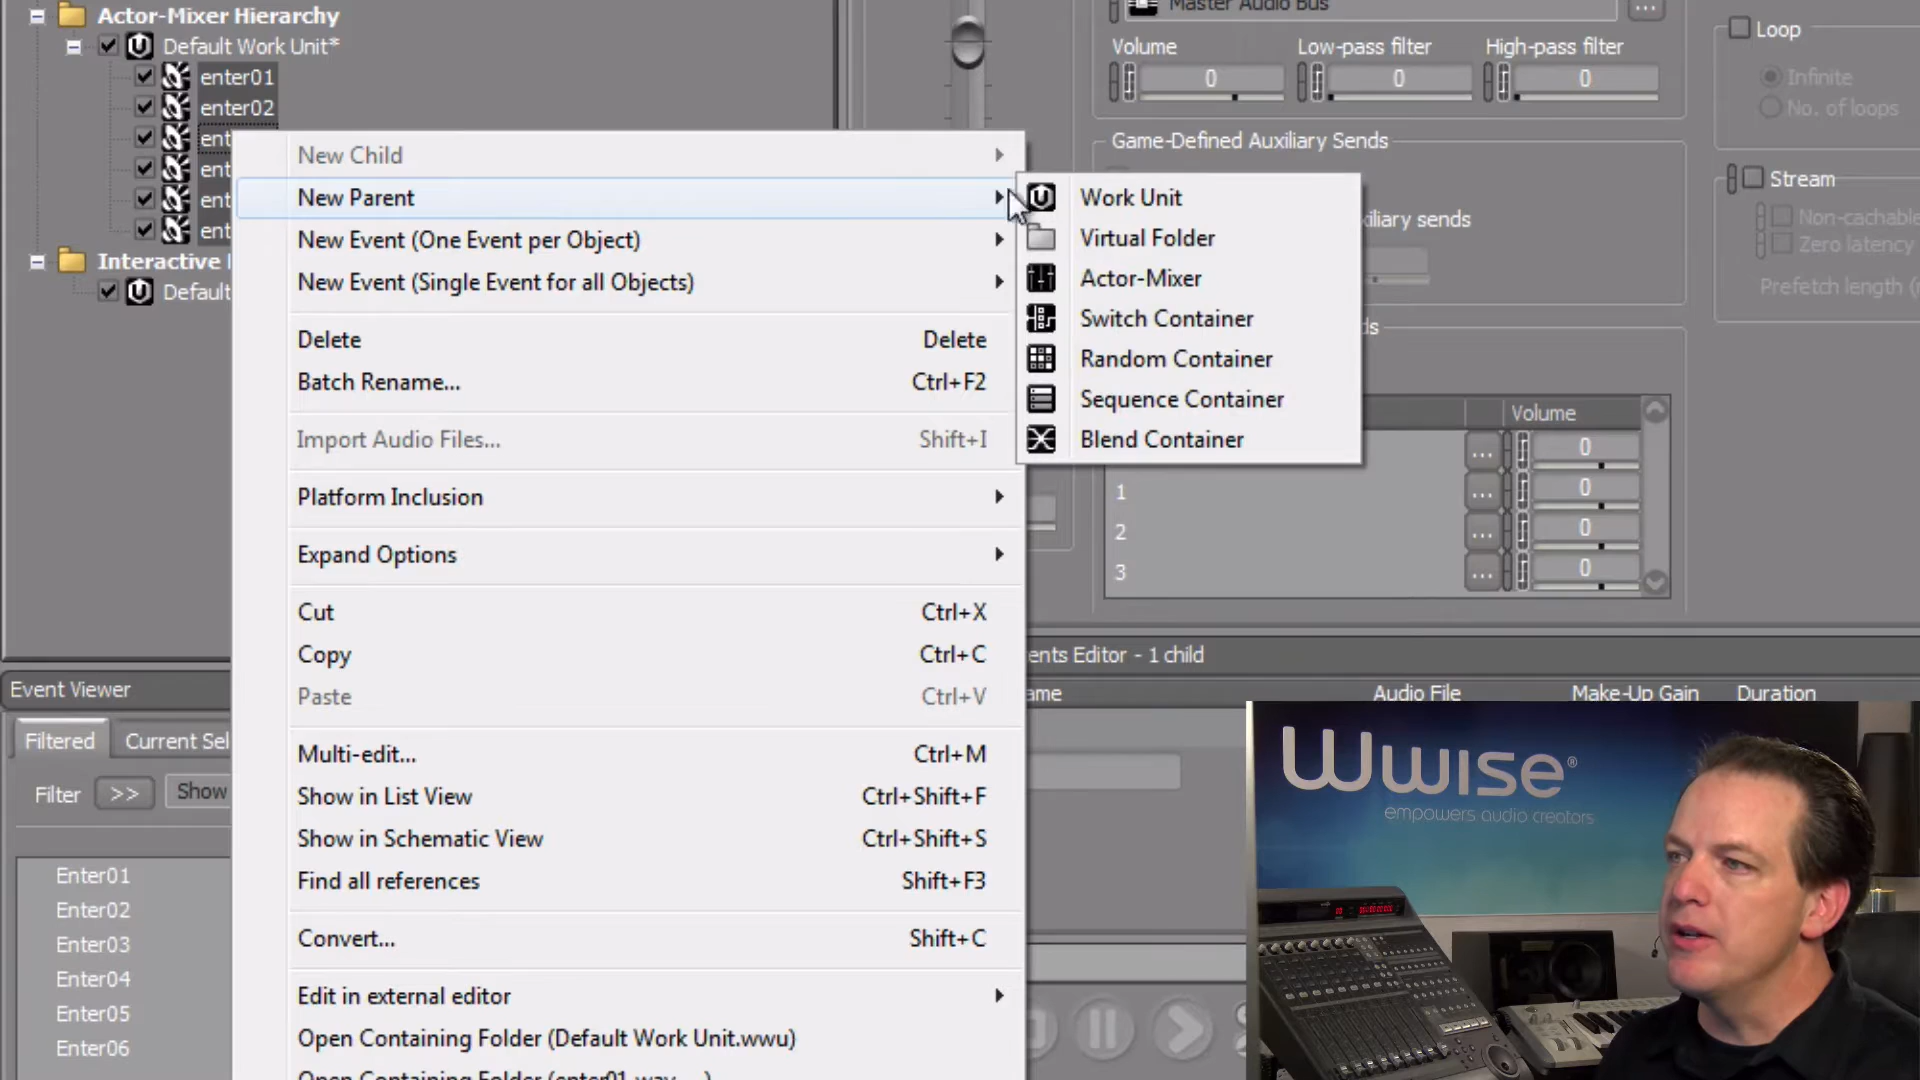 Actor-Mixer Hierarchy
Default Work Unit*
enter01
enter02
ent
ent
ent
ent
Interactive
Default
New Child
New Parent
New Event (One Event per Object)
New Event (Single Event for all Objects)
Delete Delete
Batch Rename... Ctrl+F2
Import Audio Files... Shift+I
Platform Inclusion
Expand Options
Cut Ctrl+X
Copy Ctrl+C
Paste Ctrl+V
Multi-edit... Ctrl+M
Show in List View Ctrl+Shift+F
Show in Schematic View Ctrl+Shift+S
Find all references Shift+F3
Convert... Shift+C
Edit in external editor
Open Containing Folder (Default Work Unit.wwu)
Open Containing Folder (enter01.wav, ...)
Work Unit
Virtual Folder
Actor-Mixer
Switch Container
Random Container
Sequence Container
Blend Container
Master Audio Bus ...
Volume Low-pass filter High-pass filter
0 0 0
Game-Defined Auxiliary Sends
xiliary sends
ds
Volume
... 0
1 ... 0
2 ... 0
3 ... 0
Loop
Infinite
No. of loops
Stream
Non-cachable
Zero latency
Prefetch length (
ents Editor - 1 child
ame Audio File Make-Up Gain Duration
Event Viewer
Filtered Current Sel
Filter >> Show
Enter01
Enter02
Enter03
Enter04
Enter05
Enter06
Wwise®
empowers audio creators